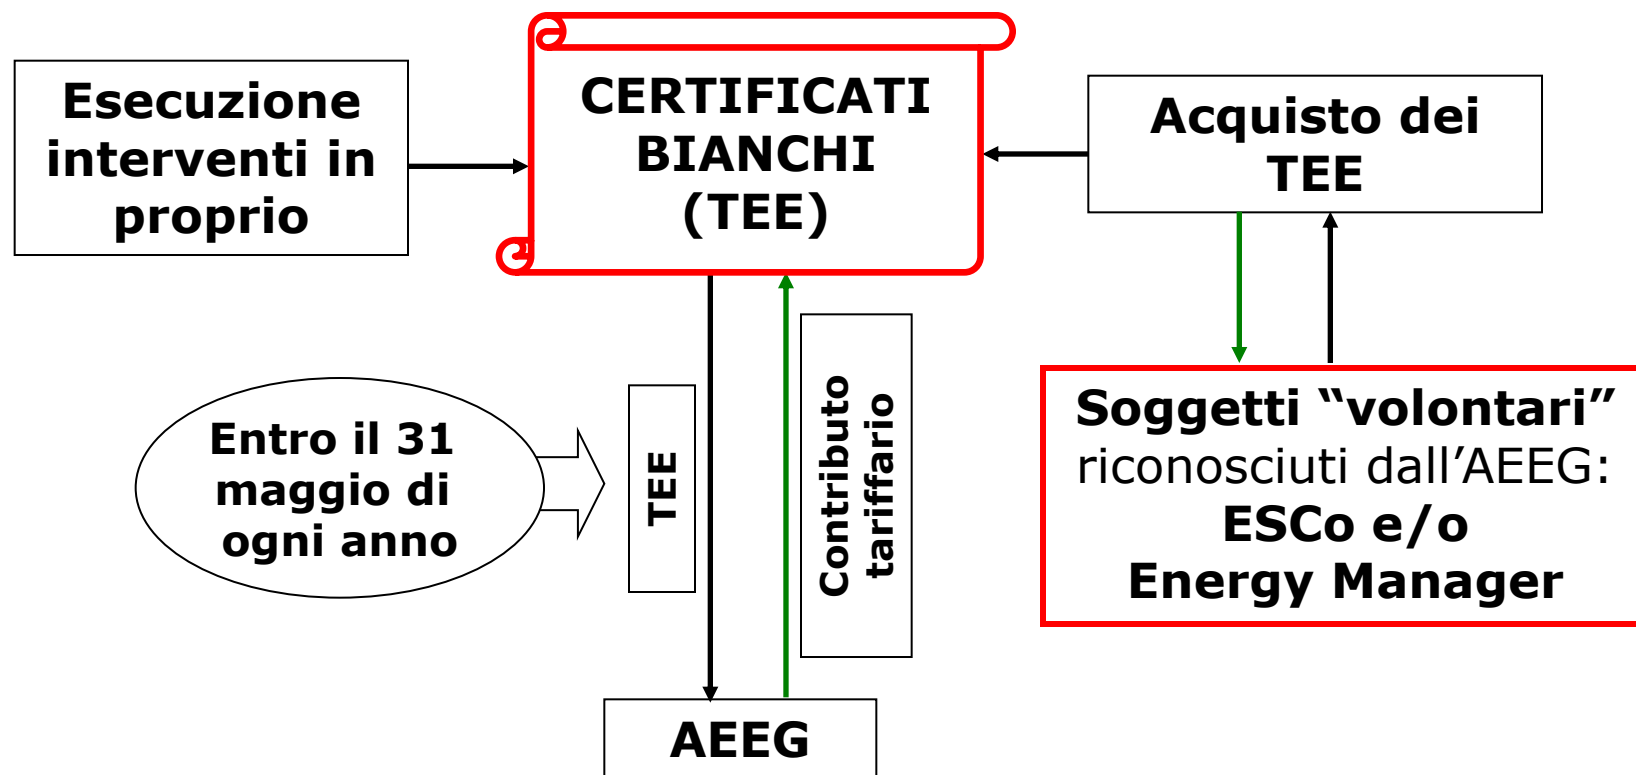 Esecuzione
interventi in
proprio
CERTIFICATI
BIANCHI
(TEE)
Acquisto dei
TEE
Entro il 31
maggio di
ogni anno
TEE
Contributo
tariffario
Soggetti “volontari”
riconosciuti dall’AEEG:
ESCo e/o
Energy Manager
AEEG